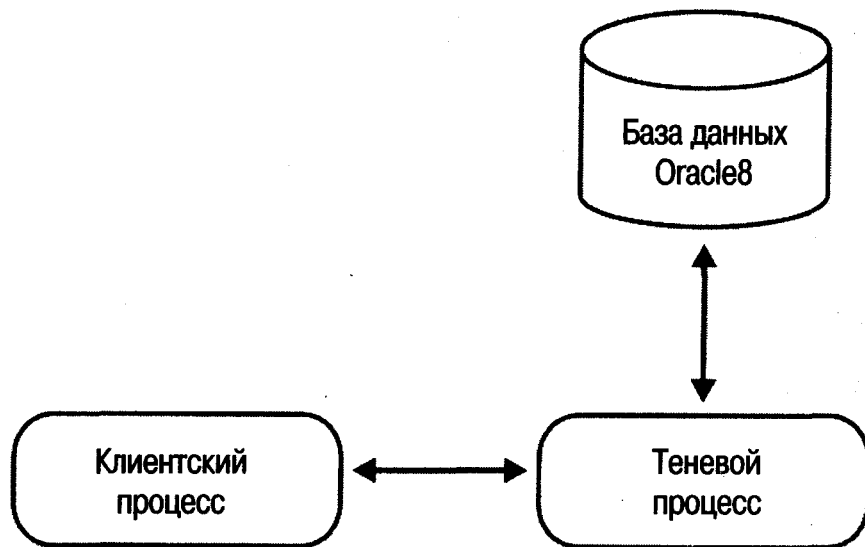 База данных
Oracle8
Клиентский
процесс
Теневой
процесс